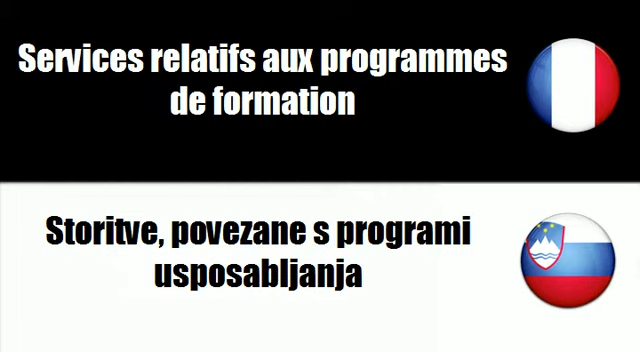 Services relatifs aux programmes
de formation
Storitve, povezane s programi
usposabljanja